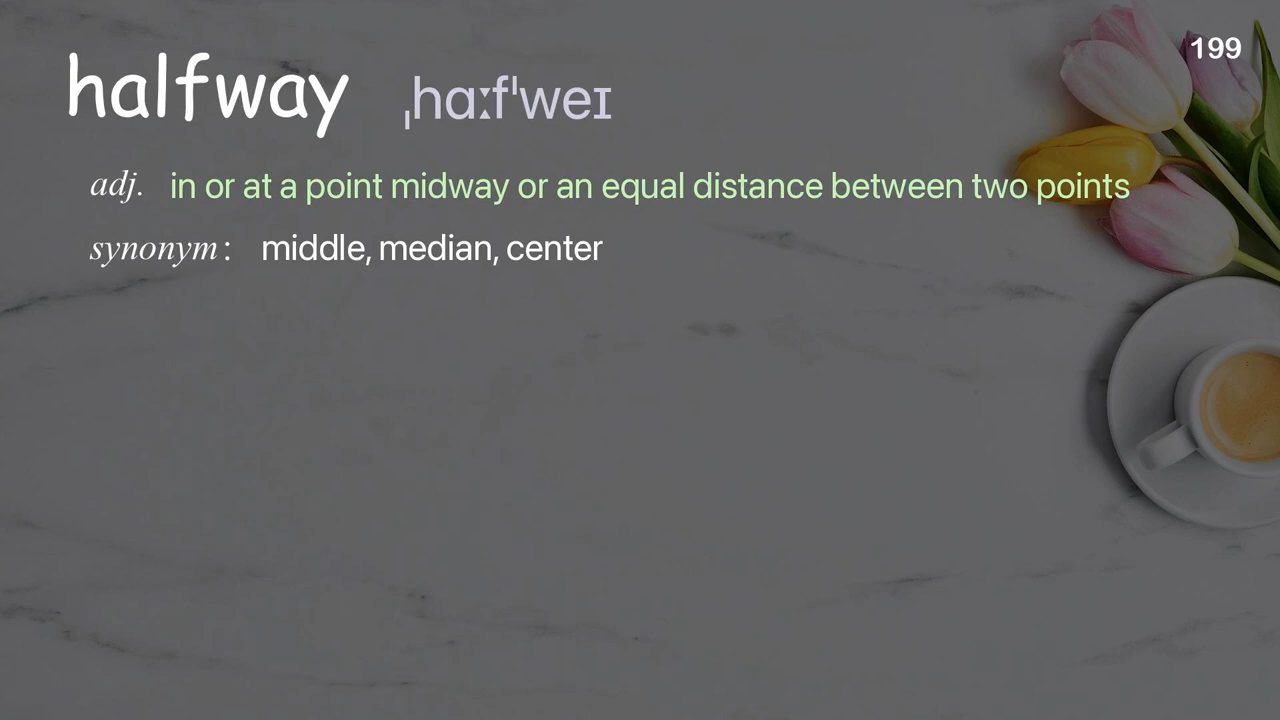 199
halfway ˌhɑːfˈweɪ
adj. in or at a point midway or an equal distance between two points
synonym : middle, median, center